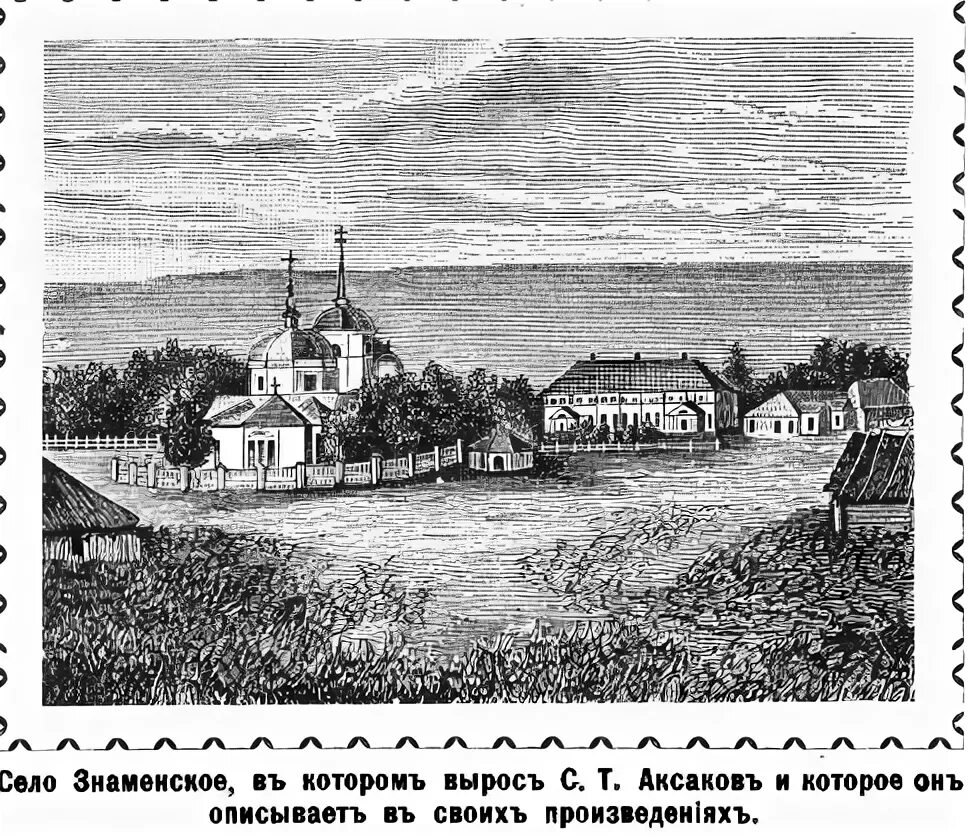 Село Знаменское, въ которомъ выросъ С. Т. Аксаковъ и которое онъ
описываетъ въ своихъ произведеніяхъ.